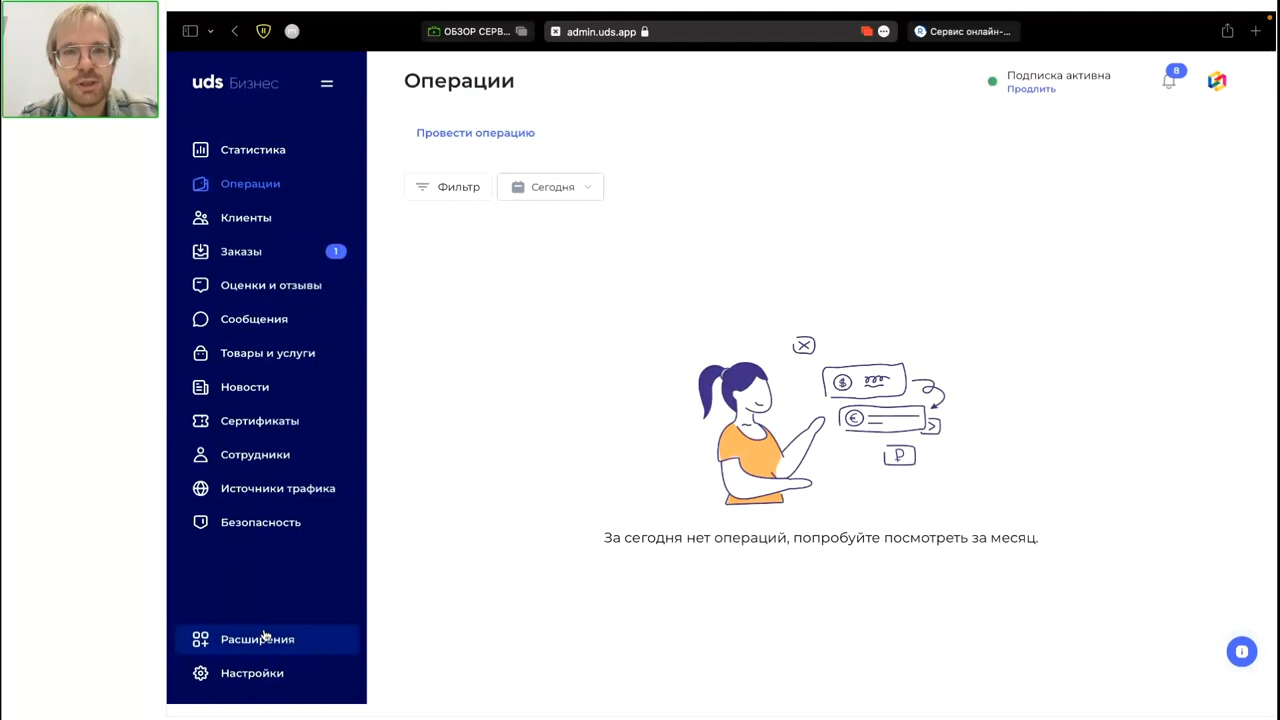 ОБЗОР СЕРВ...
admin.uds.app
Сервис онлайн-...
uds Бизнес
Операции
Подписка активна
Продлить
8
Провести операцию
Фильтр
Сегодня
Статистика
Операции
Клиенты
Заказы
1
Оценки и отзывы
Сообщения
Товары и услуги
Новости
Сертификаты
Сотрудники
Источники трафика
Безопасность
Расширения
Настройки
За сегодня нет операций, попробуйте посмотреть за месяц.